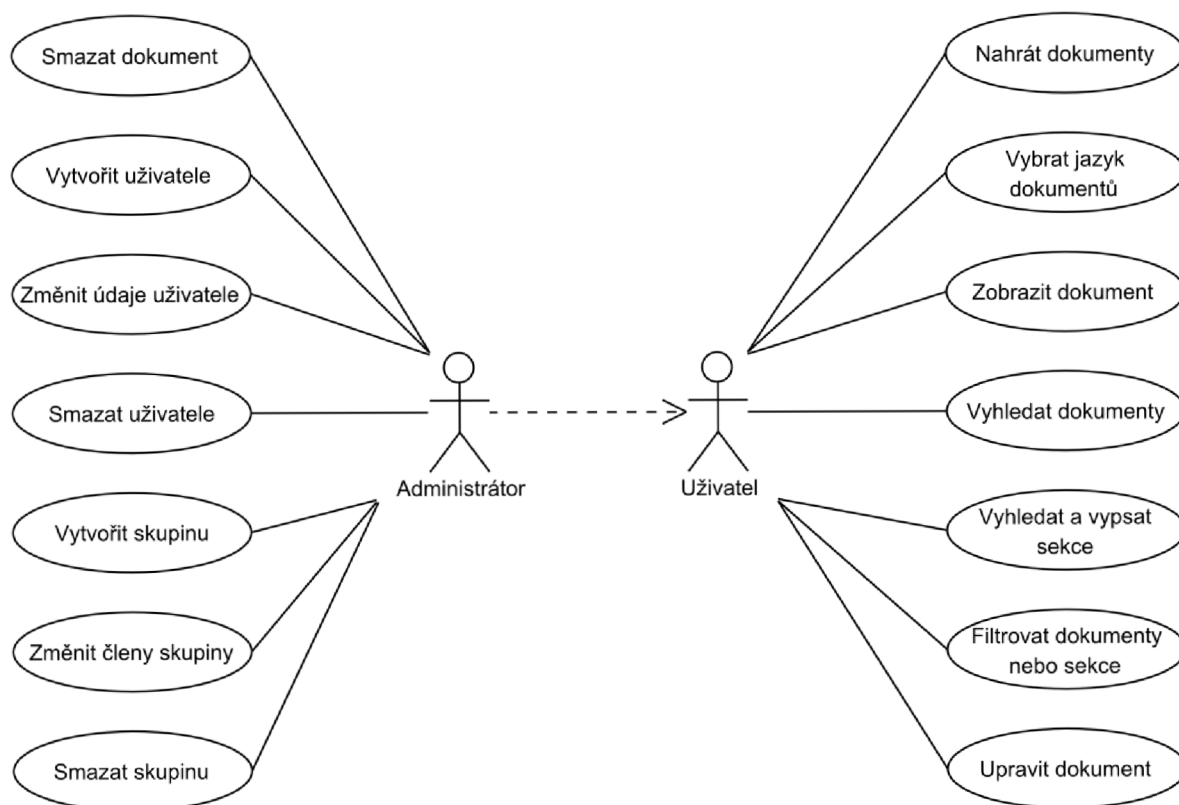 Smazat dokument
Vytvořit uživatele
Změnit údaje uživatele
Smazat uživatele
Vytvořit skupinu
Změnit členy skupiny
Smazat skupinu
Administrátor
Uživatel
Nahrát dokumenty
Vybrat jazyk
dokumentů
Zobrazit dokument
Vyhledat dokumenty
Vyhledat a vypsat
sekce
Filtrovat dokumenty
nebo sekce
Upravit dokument